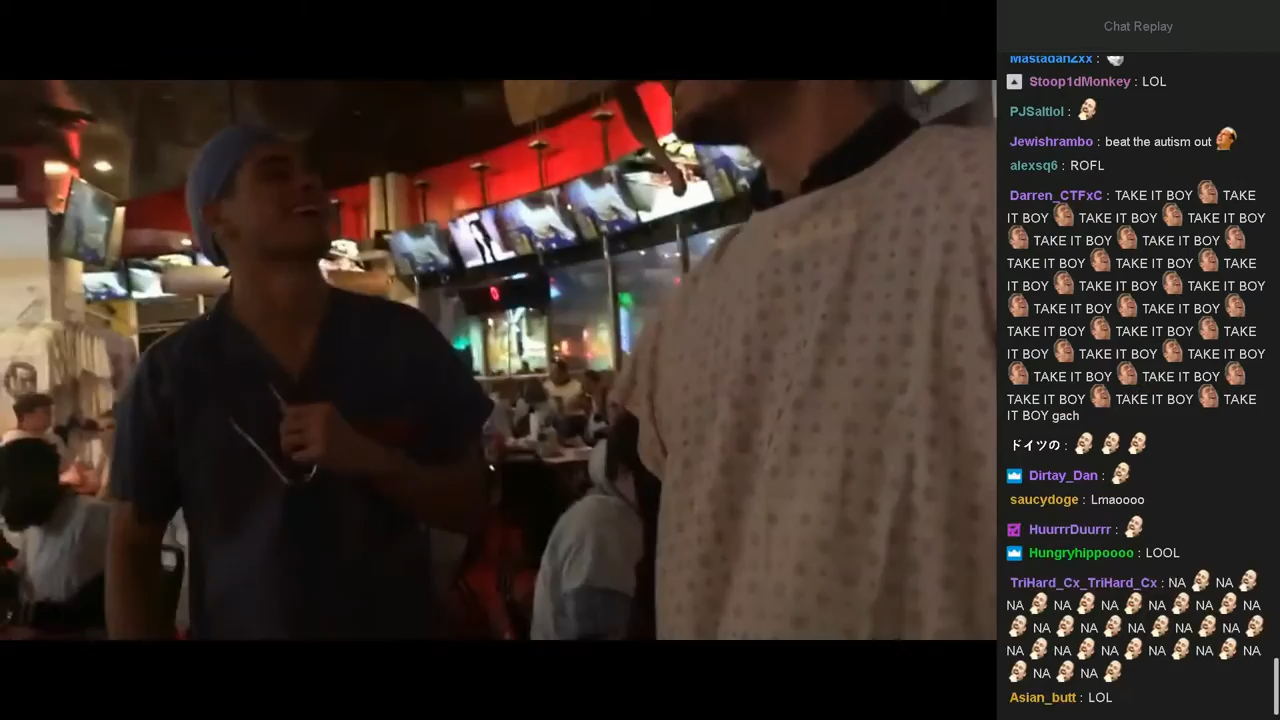 Chat Replay
Mastadan2xx :
Stoop1dMonkey : LOL
PJSaltlol :
Jewishrambo : beat the autism out
alexsq6 : ROFL
Darren_CTFxC : TAKE IT BOY TAKE
IT BOY TAKE IT BOY TAKE IT BOY
TAKE IT BOY TAKE IT BOY
TAKE IT BOY TAKE IT BOY TAKE
IT BOY TAKE IT BOY TAKE IT BOY
TAKE IT BOY TAKE IT BOY
TAKE IT BOY TAKE IT BOY TAKE
IT BOY TAKE IT BOY TAKE IT BOY
TAKE IT BOY TAKE IT BOY
TAKE IT BOY TAKE IT BOY TAKE
IT BOY gach
ドイツの :
Dirtay_Dan :
saucydoge : Lmaoooo
HuurrrDuurrr :
Hungryhippoooo : LOOL
TriHard_Cx_TriHard_Cx : NA NA
NA NA NA NA NA NA
NA NA NA NA NA
NA NA NA NA NA NA
NA NA
Asian_butt : LOL